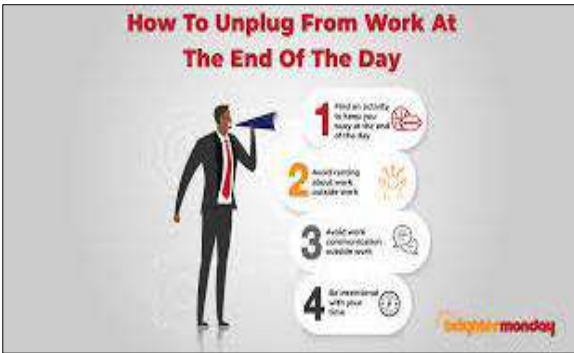 How To Unplug From Work At
The End Of The Day
1
Find an activity
to keep you
busy at the end
of the day
2
Avoid ranting
about work
outside work
3
Avoid work
communication
outside work
4
Be intentional
with your
time
brightermonday